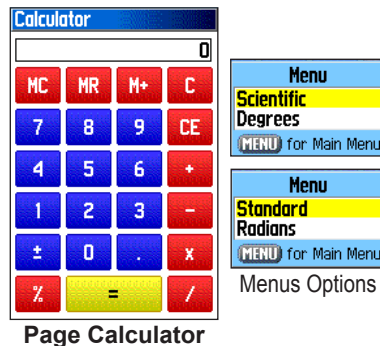 Calculator
0
MC MR M+ C
7 8 9 CE
4 5 6 +
1 2 3 -
± 0 . x
% = /
Page Calculator
Menu
Scientific
Degrees
MENU for Main Menu
Menu
Standard
Radians
MENU for Main Menu
Menus Options